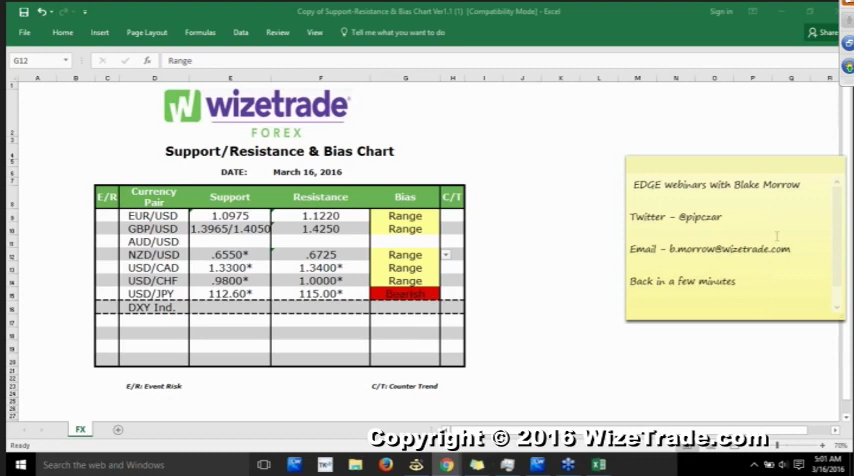 Copy of Support-Resistance & Bias Chart Ver1.1 (1) [Compatibility Mode] - Excel
Sign in
File Home Insert Page Layout Formulas Data Review View Tell me what you want to do Share
G12 fx Range
A B C D E F G H I J K L M N O P Q R
wizetrade
FOREX
Support/Resistance & Bias Chart
DATE: March 16, 2016
E/R Currency Pair Support Resistance Bias C/T
EUR/USD 1.0975 1.1220 Range
GBP/USD 1.3965/1.4050 1.4250 Range
AUD/USD
NZD/USD .6550* .6725 Range
USD/CAD 1.3300* 1.3400* Range
USD/CHF .9800* 1.0000* Range
USD/JPY 112.60* 115.00* Bearish
DXY Ind.
E/R: Event Risk C/T: Counter Trend
EDGE webinars with Blake Morrow
Twitter - @pipczar
Email - b.morrow@wizetrade.com
Back in a few minutes
FX
Ready
70%
Copyright © 2016 WizeTrade.com
Search the web and Windows
5:01 AM
3/16/2016